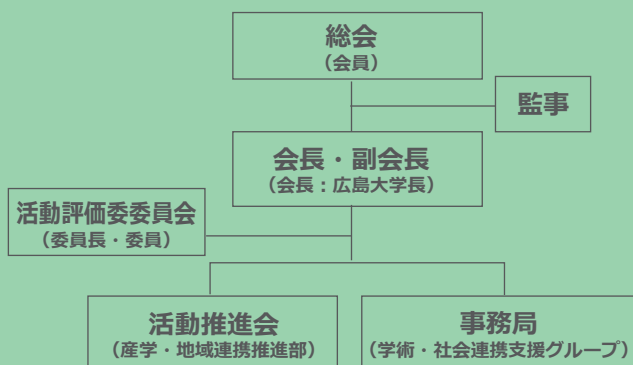 総会
(会員)
監事
会長・副会長
(会長:広島大学長)
活動評価委委員会
(委員長・委員)
活動推進会
(産学・地域連携推進部)
事務局
(学術・社会連携支援グループ)